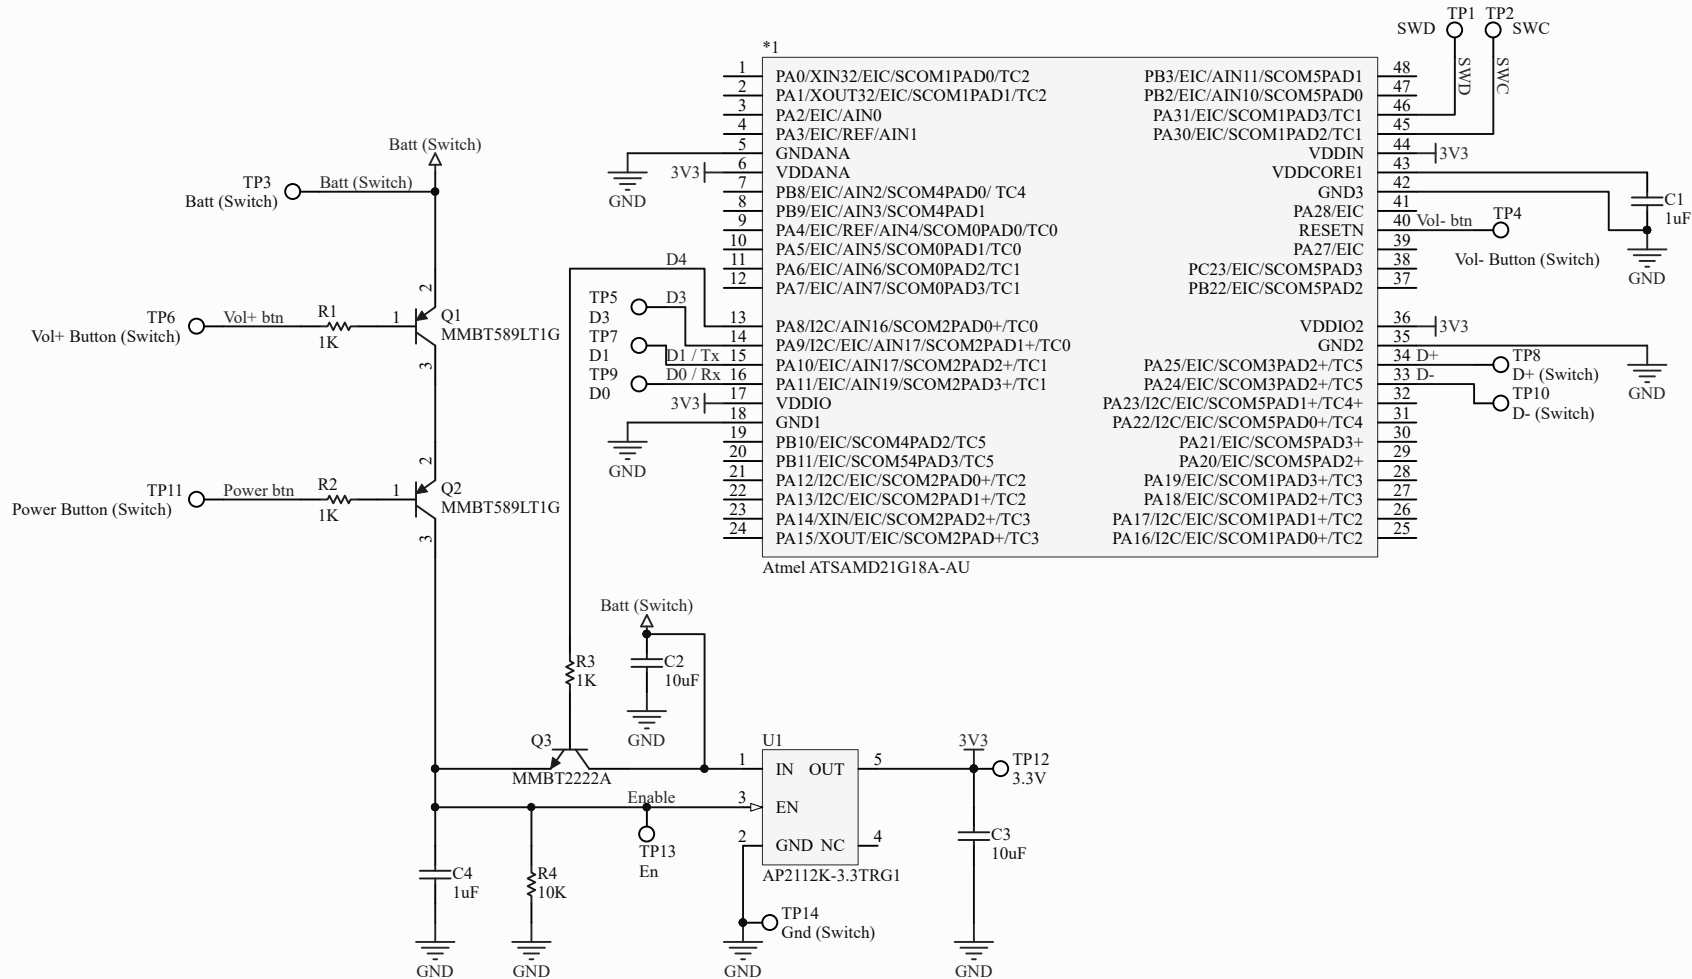 TP1 TP2
SWD SWC
SWD
SWC
*1
1 PA0/XIN32/EIC/SCOM1PAD0/TC2 PB3/EIC/AIN11/SCOM5PAD1 48
2 PA1/XOUT32/EIC/SCOM1PAD1/TC2 PB2/EIC/AIN10/SCOM5PAD0 47
3 PA2/EIC/AIN0 PA31/EIC/SCOM1PAD3/TC1 46
4 PA3/EIC/REF/AIN1 PA30/EIC/SCOM1PAD2/TC1 45
5 GNDANA VDDIN 44 3V3
3V3 6 VDDANA VDDCORE1 43
7 PB8/EIC/AIN2/SCOM4PAD0/ TC4 GND3 42
8 PB9/EIC/AIN3/SCOM4PAD1 PA28/EIC 41
9 PA4/EIC/REF/AIN4/SCOM0PAD0/TC0 RESETN 40 Vol- btn TP4
10 PA5/EIC/AIN5/SCOM0PAD1/TC0 PA27/EIC 39
11 PA6/EIC/AIN6/SCOM0PAD2/TC1 PC23/EIC/SCOM5PAD3 38
12 PA7/EIC/AIN7/SCOM0PAD3/TC1 PB22/EIC/SCOM5PAD2 37
13 PA8/I2C/AIN16/SCOM2PAD0+/TC0 VDDIO2 36 3V3
14 PA9/I2C/EIC/AIN17/SCOM2PAD1+/TC0 GND2 35
D1 / Tx 15 PA10/EIC/AIN17/SCOM2PAD2+/TC1 PA25/EIC/SCOM3PAD2+/TC5 34 D+
D0 / Rx 16 PA11/EIC/AIN19/SCOM2PAD3+/TC1 PA24/EIC/SCOM3PAD2+/TC5 33 D-
3V3 17 VDDIO PA23/I2C/EIC/SCOM5PAD1+/TC4+ 32
18 GND1 PA22/I2C/EIC/SCOM5PAD0+/TC4 31
19 PB10/EIC/SCOM4PAD2/TC5 PA21/EIC/SCOM5PAD3+ 30
20 PB11/EIC/SCOM54PAD3/TC5 PA20/EIC/SCOM5PAD2+ 29
21 PA12/I2C/EIC/SCOM2PAD0+/TC2 PA19/EIC/SCOM1PAD3+/TC3 28
22 PA13/I2C/EIC/SCOM2PAD1+/TC2 PA18/EIC/SCOM1PAD2+/TC3 27
23 PA14/XIN/EIC/SCOM2PAD2+/TC3 PA17/I2C/EIC/SCOM1PAD1+/TC2 26
24 PA15/XOUT/EIC/SCOM2PAD+/TC3 PA16/I2C/EIC/SCOM1PAD0+/TC2 25
Atmel ATSAMD21G18A-AU
GND
C1
1uF
GND
Vol- Button (Switch)
TP8
D+ (Switch)
TP10
D- (Switch)
GND
D4
TP5 D3
D3
TP7
D1
TP9
D0
GND
Batt (Switch)
TP3 Batt (Switch)
Batt (Switch)
2
TP6 Vol+ btn R1 1 Q1
Vol+ Button (Switch) 1K MMBT589LT1G
3
2
TP11 Power btn R2 1 Q2
Power Button (Switch) 1K MMBT589LT1G
3
Batt (Switch)
R3
1K
C2
10uF
GND
Q3
MMBT2222A
U1
1 IN OUT 5
Enable 3 EN
2 GND NC 4
AP2112K-3.3TRG1
3V3
TP12
3.3V
TP13
En
C3
10uF
C4
1uF
R4
10K
TP14
Gnd (Switch)
GND GND GND GND